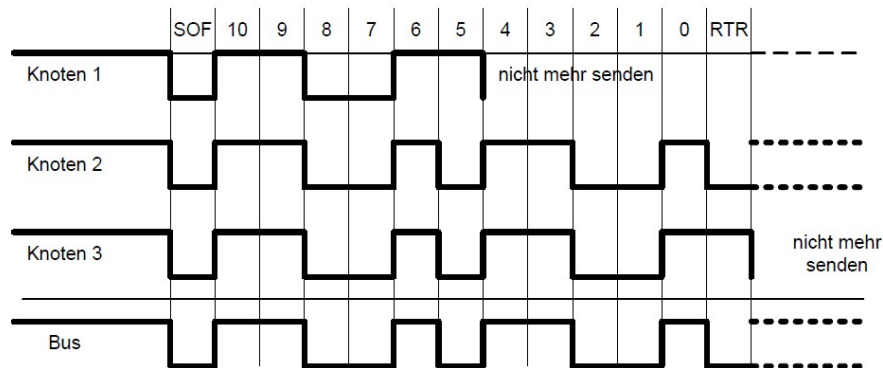 SOF 10 9 8 7 6 5 4 3 2 1 0 RTR
Knoten 1
nicht mehr senden
Knoten 2
Knoten 3
nicht mehr
senden
Bus